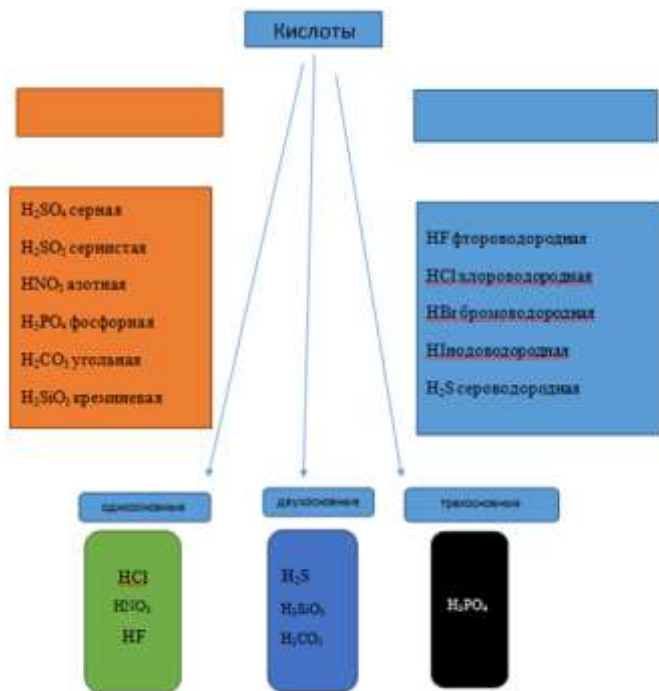 Кислоты
H₂SO₄ серная
H₂SO₃ сернистая
HNO₃ азотная
H₃PO₄ фосфорная
H₂CO₃ угольная
H₂SiO₃ кремниевая
HF фтороводородная
HCl хлороводородная
HBr бромоводородная
HI иодоводородная
H₂S сероводородная
одноосновные
двухосновные
трехосновные
HCl
HNO₃
HF
H₂S
H₂SiO₃
H₂CO₃
H₃PO₄